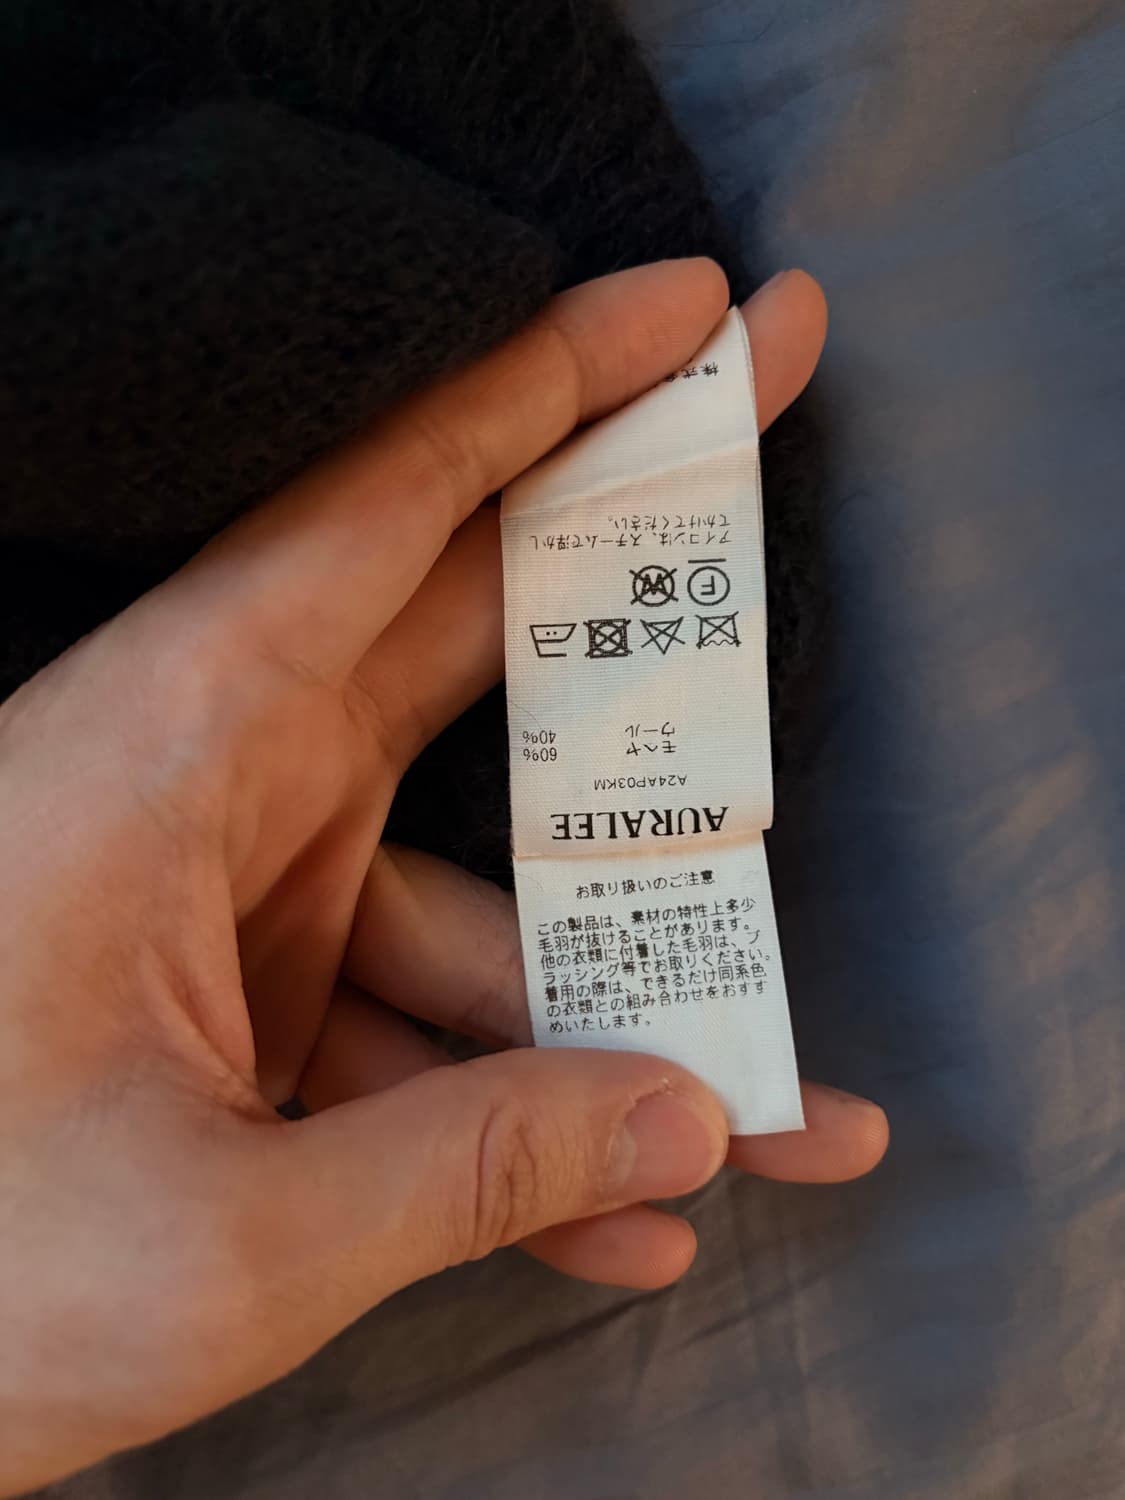 AURALEE
A24AP03KM
モヘヤ 60%
ウール 40%
F
W
アイロンは、スチームで浮かし
てかけてください。
株式会
お取り扱いのご注意
この製品は、素材の特性上多少
毛羽が抜けることがあります。
他の衣類に付着した毛羽は、ブ
ラッシング等でお取りください。
着用の際は、できるだけ同系色
の衣類との組み合わせをおすす
めいたします。